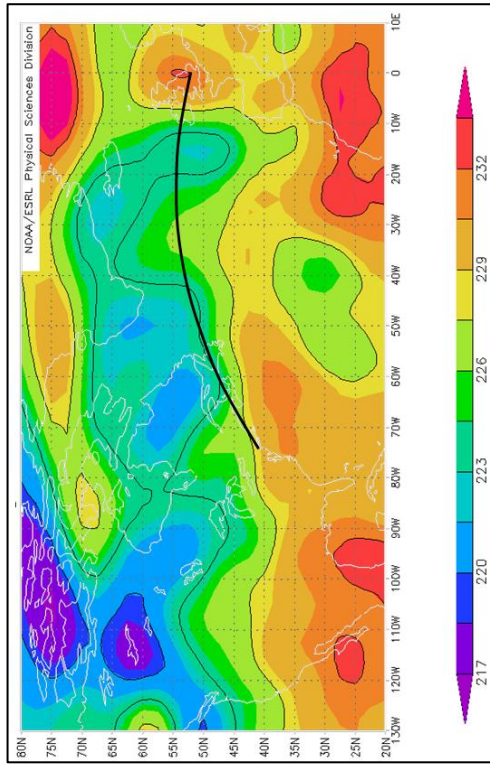 NOAA/ESRL Physical Sciences Division
80N
75N
70N
65N
60N
55N
50N
45N
40N
35N
30N
25N
20N
130W
120W
110W
100W
90W
80W
70W
60W
50W
40W
30W
20W
10W
0
10E
217
220
223
226
229
232